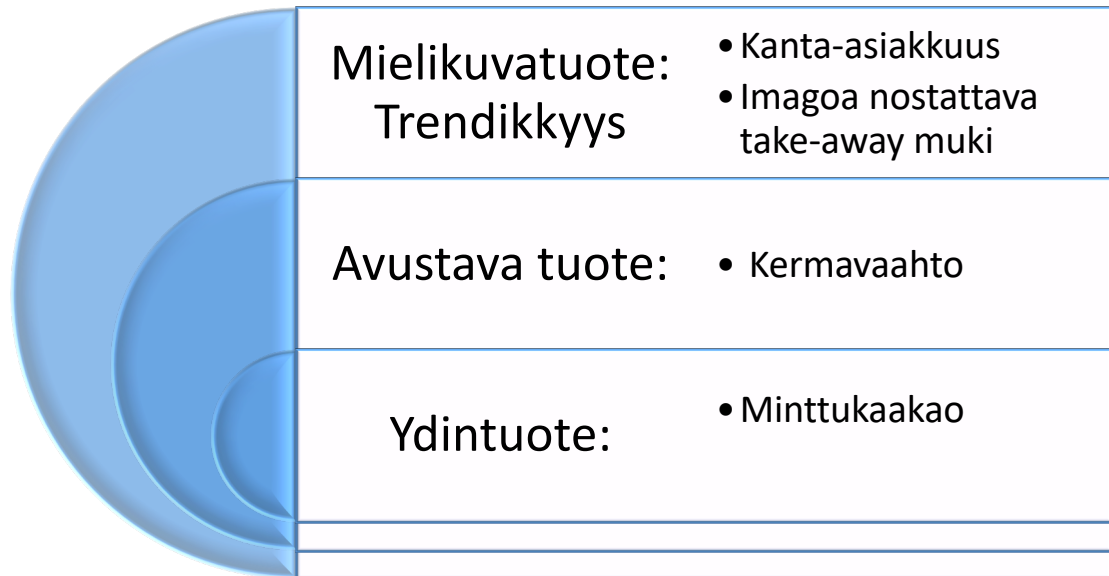 Mielikuvatuote:
Trendikkyys
• Kanta-asiakkuus
• Imagoa nostattava
take-away muki
Avustava tuote:
• Kermavaahto
Ydintuote:
• Minttukaakao